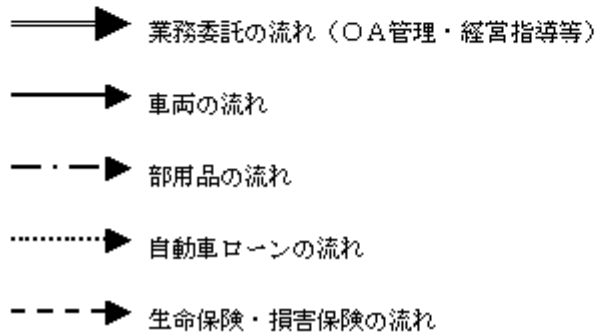 業務委託の流れ（ＯＡ管理・経営指導等）
車両の流れ
部用品の流れ
自動車ローンの流れ
生命保険・損害保険の流れ